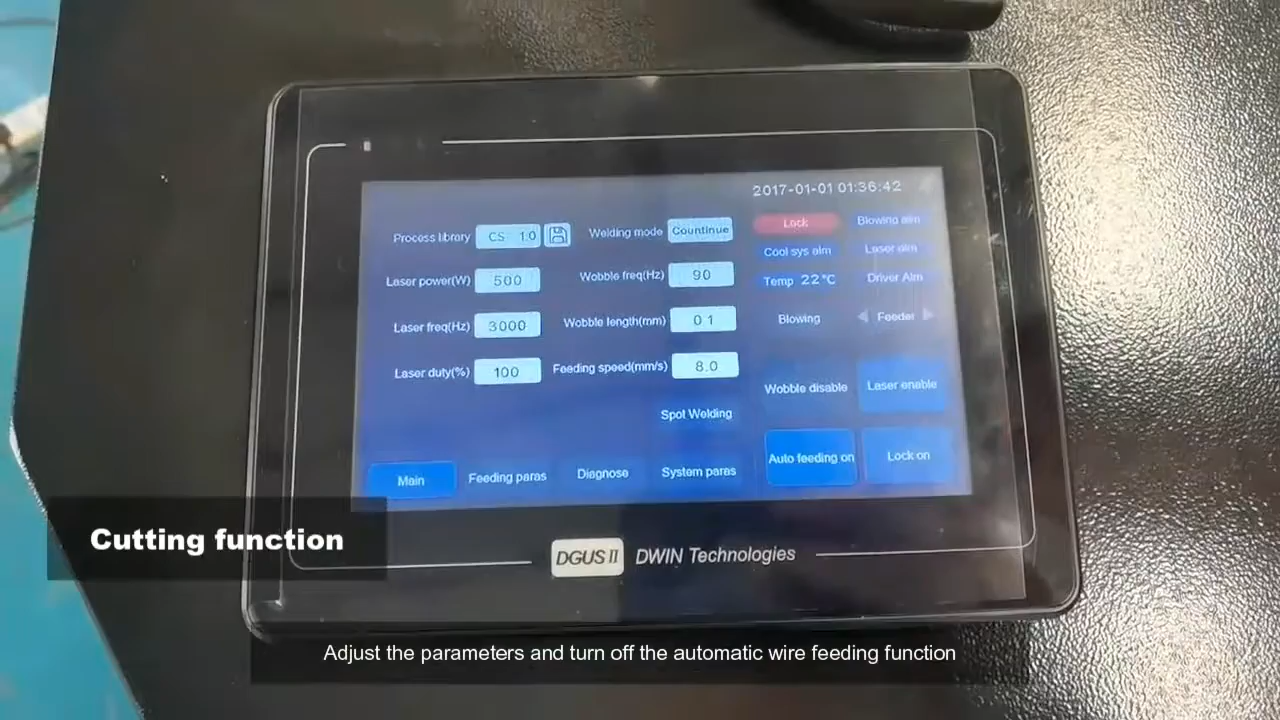 2017-01-01 01:36:42
Process library CS 1.0 Welding mode Countinue
Lock Blowing alm
Laser power(W) 500 Wobble freq(Hz) 90
Cool sys alm Laser alm
Temp 22℃ Driver Alm
Laser freq(Hz) 3000 Wobble length(mm) 0 1
Blowing Feeder
Laser duty(%) 100 Feeding speed(mm/s) 8.0
Wobble disable Laser enable
Spot Welding
Auto feeding on Lock on
Main Feeding paras Diagnose System paras
Cutting function
DGUS II DWIN Technologies
Adjust the parameters and turn off the automatic wire feeding function